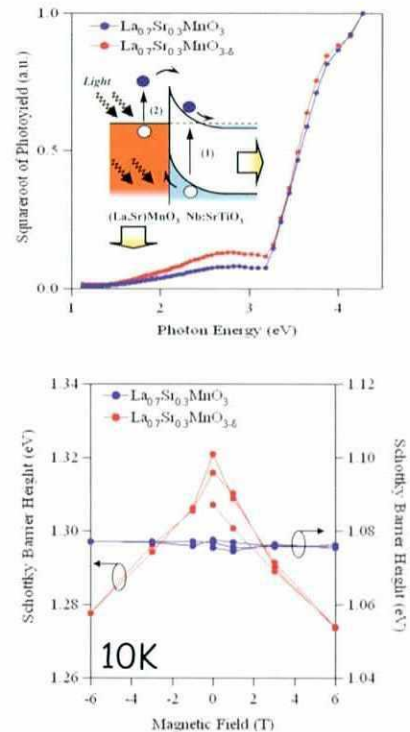 La0.7Sr0.3MnO3
La0.7Sr0.3MnO3-δ
Squareroot of Photoyield (a.u.)
1.0
0.5
0.0
Light
(2)
(1)
(La,Sr)MnO3 Nb:SrTiO3
1 2 3 4
Photon Energy (eV)
La0.7Sr0.3MnO3
La0.7Sr0.3MnO3-δ
Schottky Barrier Height (eV)
1.34
1.32
1.30
1.28
1.26
1.12
1.10
1.08
1.06
1.04
Schottky Barrier Height (eV)
10K
-6 -4 -2 0 2 4 6
Magnetic Field (T)